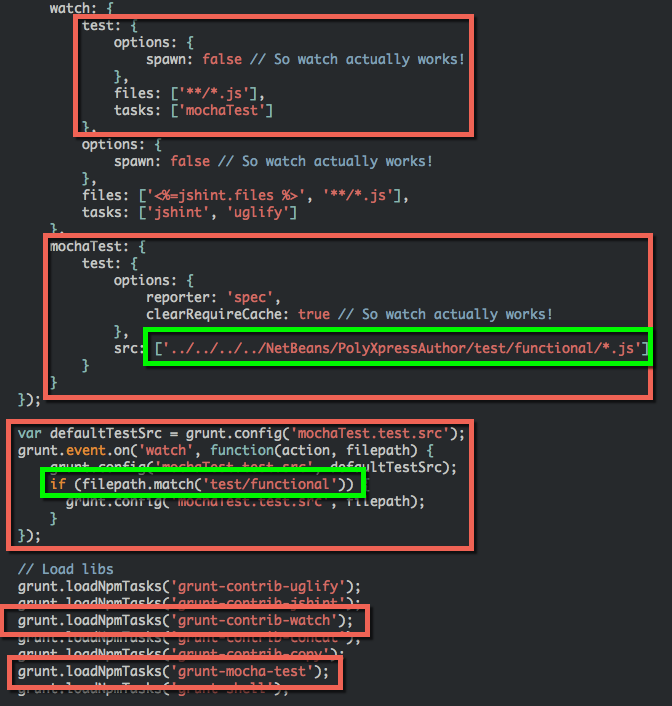 watch: {
test: {
options: {
spawn: false // So watch actually works!
},
files: ['**/*.js'],
tasks: ['mochaTest']
},
options: {
spawn: false // So watch actually works!
},
files: ['<%=jshint.files %>', '**/*.js'],
tasks: ['jshint', 'uglify']
},
mochaTest: {
test: {
options: {
reporter: 'spec',
clearRequireCache: true // So watch actually works!
},
src: ['../../../../NetBeans/PolyXpressAuthor/test/functional/*.js']
}
}
});
var defaultTestSrc = grunt.config('mochaTest.test.src');
grunt.event.on('watch', function(action, filepath) {
grunt.config('mochaTest.test.src', defaultTestSrc);
if (filepath.match('test/functional')) {
grunt.config('mochaTest.test.src', filepath);
}
});
// Load libs
grunt.loadNpmTasks('grunt-contrib-uglify');
grunt.loadNpmTasks('grunt-contrib-jshint');
grunt.loadNpmTasks('grunt-contrib-watch');
grunt.loadNpmTasks('grunt-contrib-concat');
grunt.loadNpmTasks('grunt-contrib-copy');
grunt.loadNpmTasks('grunt-mocha-test');
grunt.loadNpmTasks('grunt-shell');